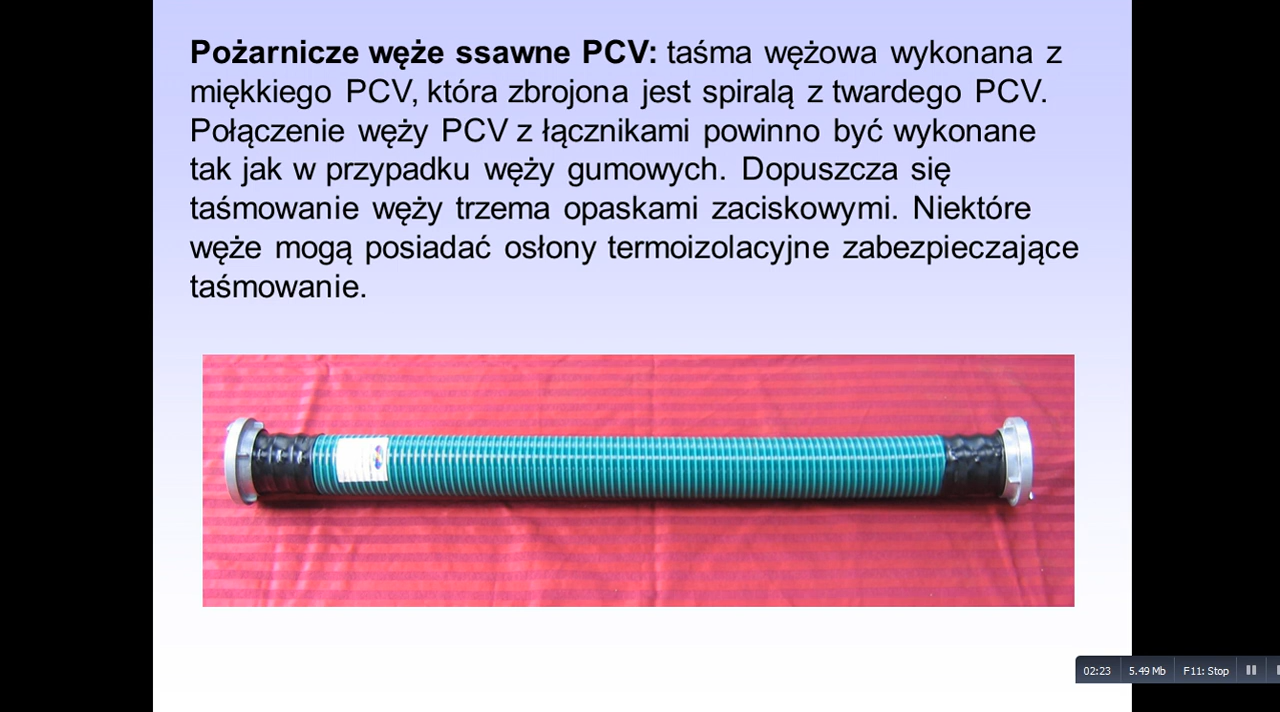 Pożarnicze węże ssawne PCV: taśma wężowa wykonana z
miękkiego PCV, która zbrojona jest spiralą z twardego PCV.
Połączenie węży PCV z łącznikami powinno być wykonane
tak jak w przypadku węży gumowych. Dopuszcza się
taśmowanie węży trzema opaskami zaciskowymi. Niektóre
węże mogą posiadać osłony termoizolacyjne zabezpieczające
taśmowanie.
02:23 5.49 Mb F11: Stop